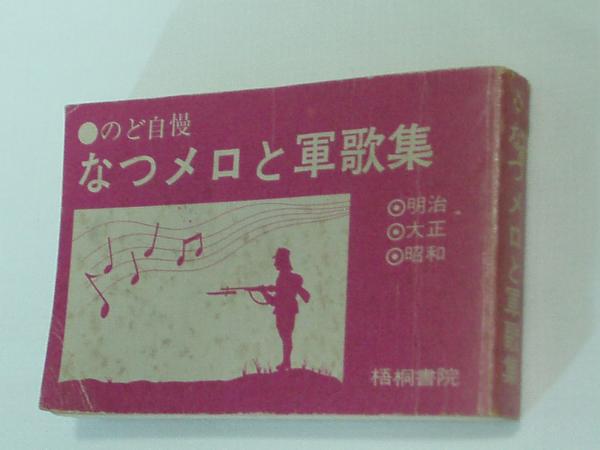 ●のど自慢
なつメロと軍歌集
◉明治
◉大正
◉昭和
梧桐書院
なつメロと軍歌集